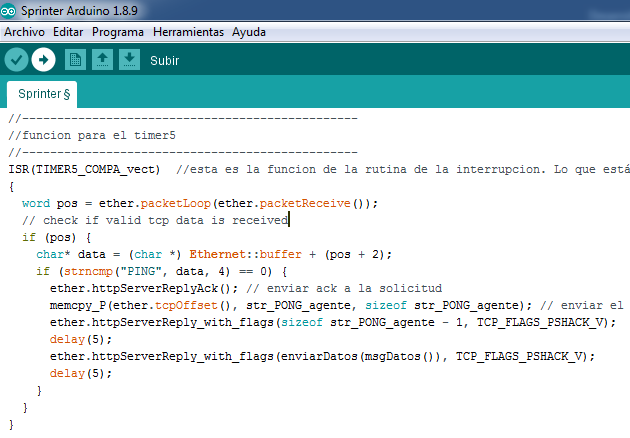 Sprinter Arduino 1.8.9
Archivo Editar Programa Herramientas Ayuda
Subir
Sprinter §
//------------------------------------------------
//funcion para el timer5
//------------------------------------------------
ISR(TIMER5_COMPA_vect)  //esta es la funcion de la rutina de la interrupcion. Lo que está
{
  word pos = ether.packetLoop(ether.packetReceive());
  // check if valid tcp data is received
  if (pos) {
    char* data = (char *) Ethernet::buffer + (pos + 2);
    if (strncmp("PING", data, 4) == 0) {
      ether.httpServerReplyAck(); // enviar ack a la solicitud
      memcpy_P(ether.tcpOffset(), str_PONG_agente, sizeof str_PONG_agente); // enviar el
      ether.httpServerReply_with_flags(sizeof str_PONG_agente - 1, TCP_FLAGS_PSHACK_V);
      delay(5);
      ether.httpServerReply_with_flags(enviarDatos(msgDatos()), TCP_FLAGS_PSHACK_V);
      delay(5);
    }
  }
}